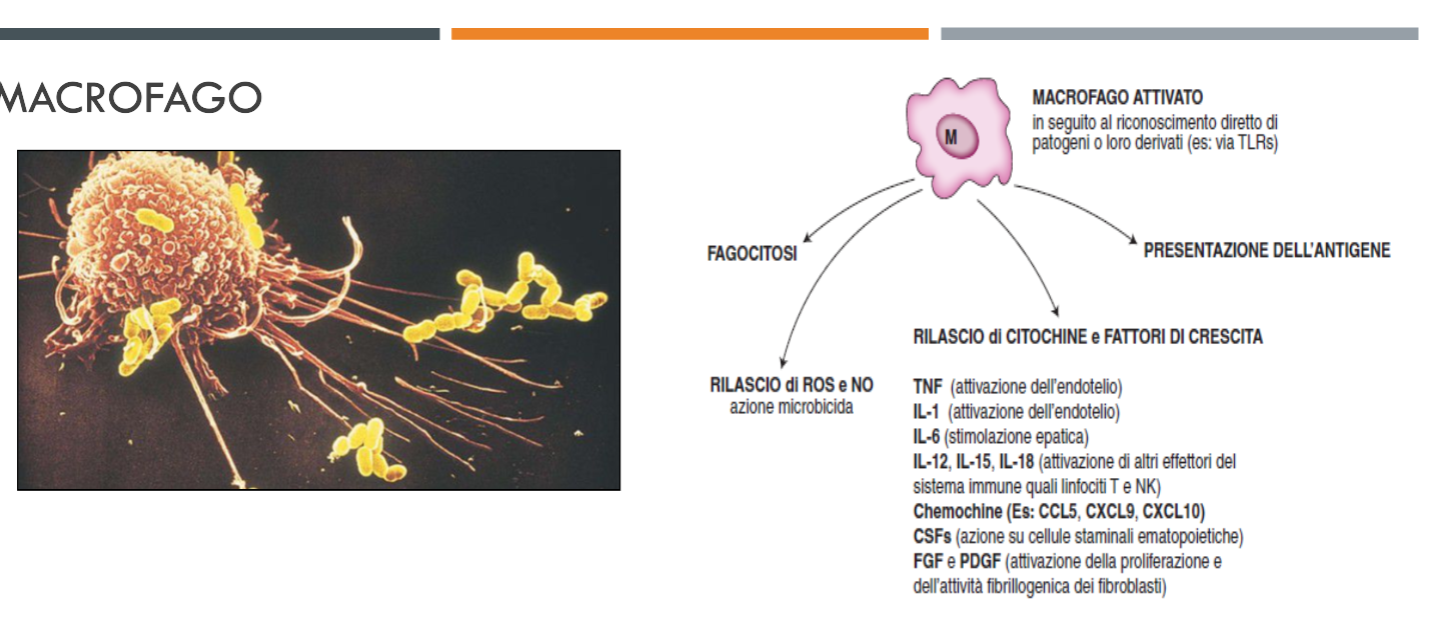 MACROFAGO
MACROFAGO ATTIVATO
in seguito al riconoscimento diretto di
patogeni o loro derivati (es: via TLRs)
M
FAGOCITOSI
PRESENTAZIONE DELL'ANTIGENE
RILASCIO di ROS e NO
azione microbicida
RILASCIO di CITOCHINE e FATTORI DI CRESCITA
TNF (attivazione dell'endotelio)
IL-1 (attivazione dell'endotelio)
IL-6 (stimolazione epatica)
IL-12, IL-15, IL-18 (attivazione di altri effettori del
sistema immune quali linfociti T e NK)
Chemochine (Es: CCL5, CXCL9, CXCL10)
CSFs (azione su cellule staminali ematopoietiche)
FGF e PDGF (attivazione della proliferazione e
dell'attività fibrillogenica dei fibroblasti)